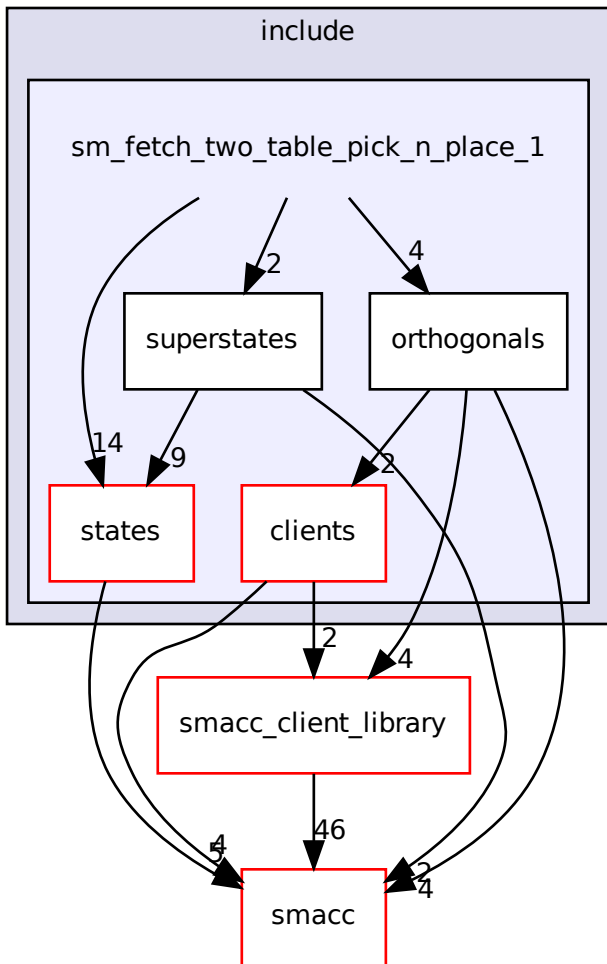 include
sm_fetch_two_table_pick_n_place_1
2
4
superstates
orthogonals
14
9
2
states
clients
2
4
smacc_client_library
46
4
5
2
4
smacc